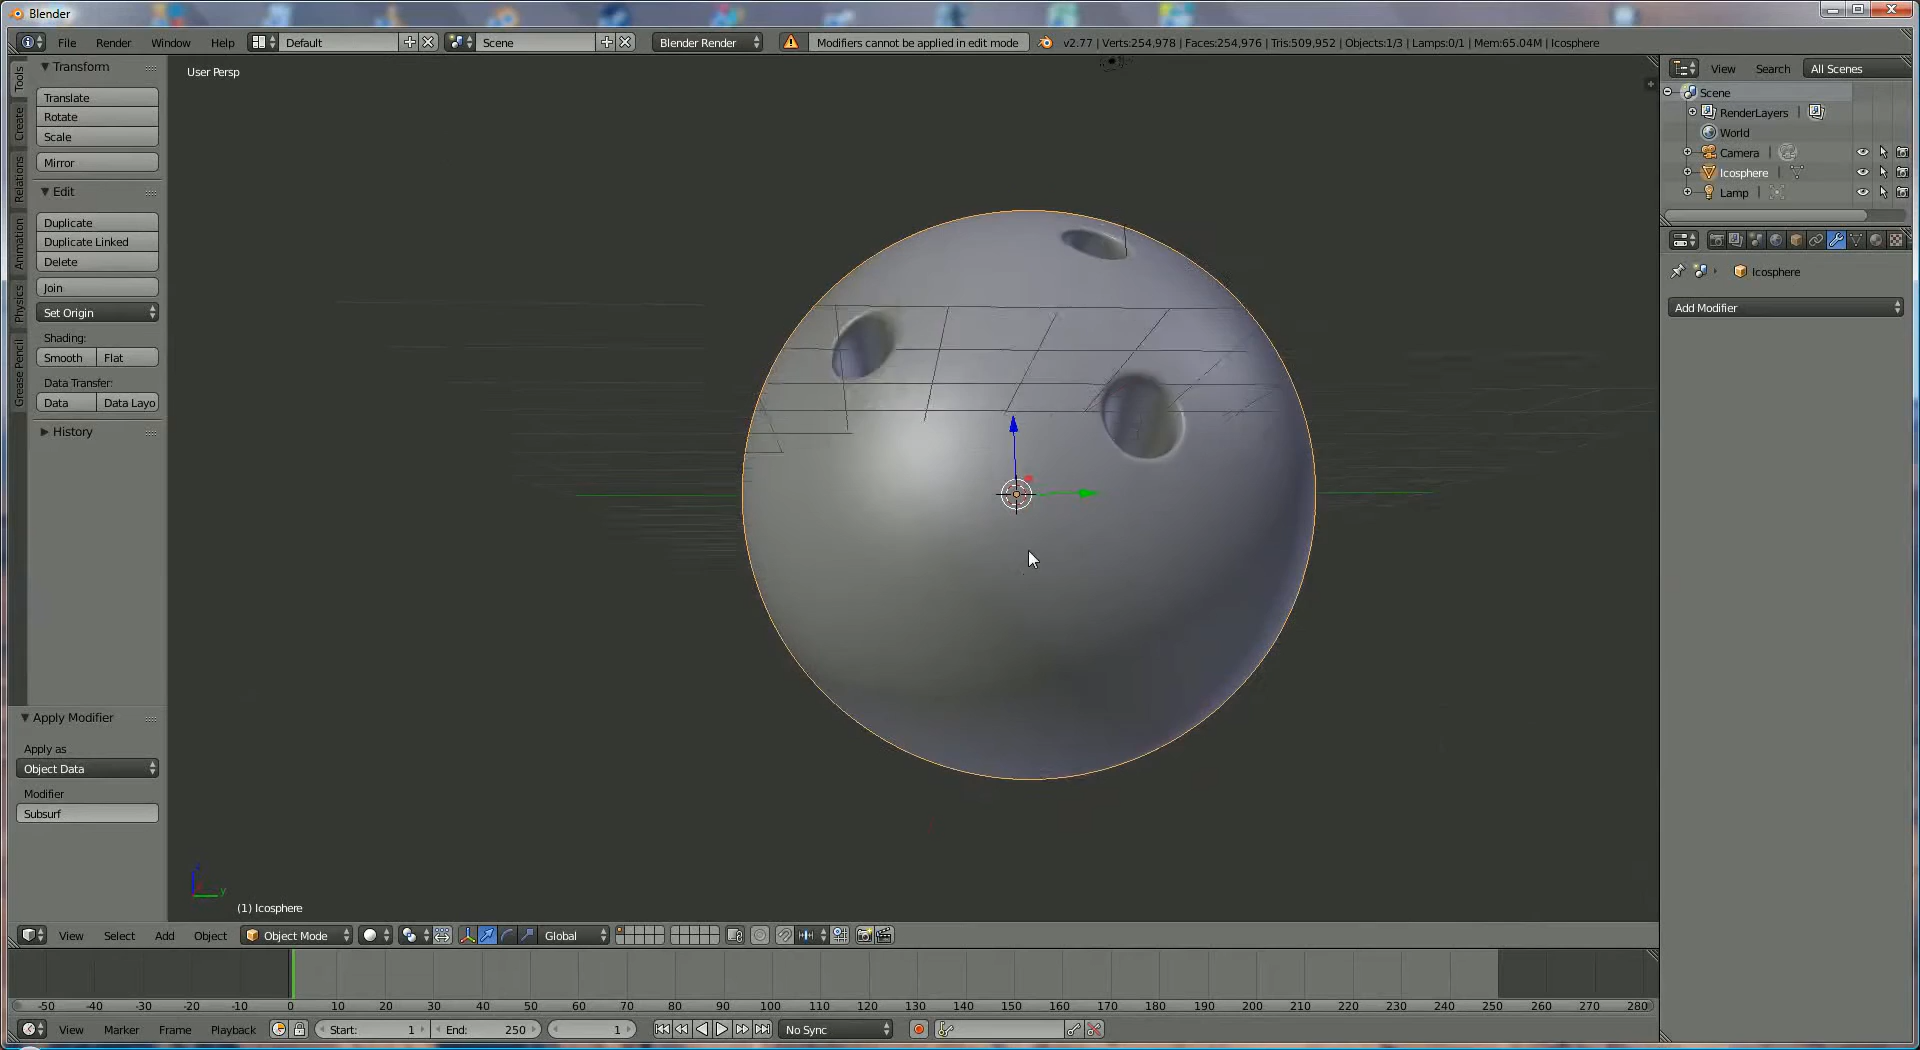 Blender
File Render Window Help Default Scene Blender Render Modifiers cannot be applied in edit mode v2.77 | Verts:254,978 | Faces:254,976 | Tris:509,952 | Objects:1/3 | Lamps:0/1 | Mem:65.04M | Icosphere
Tools
Create
Relations
Animation
Physics
Grease Pencil
Transform
Translate
Rotate
Scale
Mirror
Edit
Duplicate
Duplicate Linked
Delete
Join
Set Origin
Shading:
Smooth Flat
Data Transfer:
Data Data Layo
History
Apply Modifier
Apply as
Object Data
Modifier
Subsurf
User Persp
z
y
(1) Icosphere
View Search All Scenes
Scene
RenderLayers
World
Camera
Icosphere
Lamp
Icosphere
Add Modifier
View Select Add Object Object Mode Global
-50 -40 -30 -20 -10 0 10 20 30 40 50 60 70 80 90 100 110 120 130 140 150 160 170 180 190 200 210 220 230 240 250 260 270 280
View Marker Frame Playback Start: 1 End: 250 1 No Sync